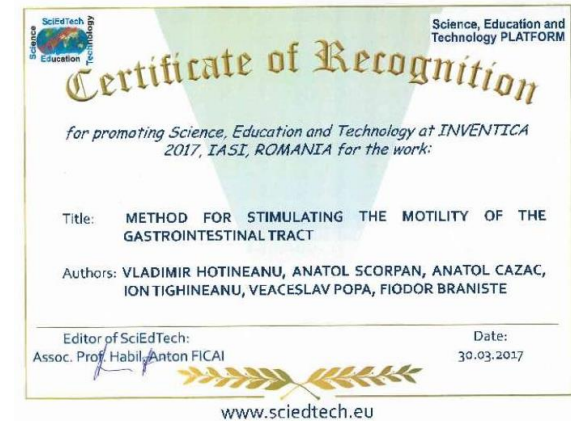 SciEdTech
Science
Education
Technology
Science, Education and
Technology PLATFORM
Certificate of Recognition
for promoting Science, Education and Technology at INVENTICA
2017, IASI, ROMANIA for the work:
Title: METHOD FOR STIMULATING THE MOTILITY OF THE
GASTROINTESTINAL TRACT
Authors: VLADIMIR HOTINEANU, ANATOL SCORPAN, ANATOL CAZAC,
ION TIGHINEANU, VEACESLAV POPA, FIODOR BRANISTE
Editor of SciEdTech:
Assoc. Prof. Habil. Anton FICAI
Date:
30.03.2017
www.sciedtech.eu